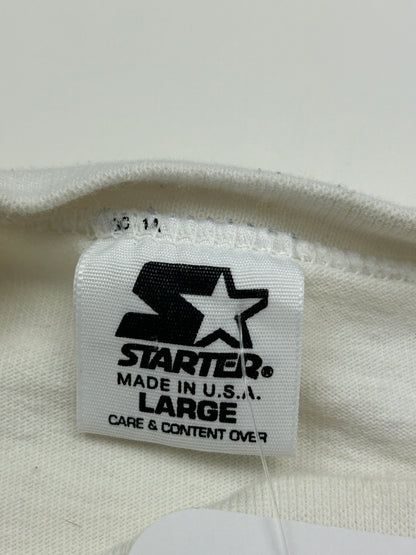 STARTER®
MADE IN U.S.A.
LARGE
CARE & CONTENT OVER